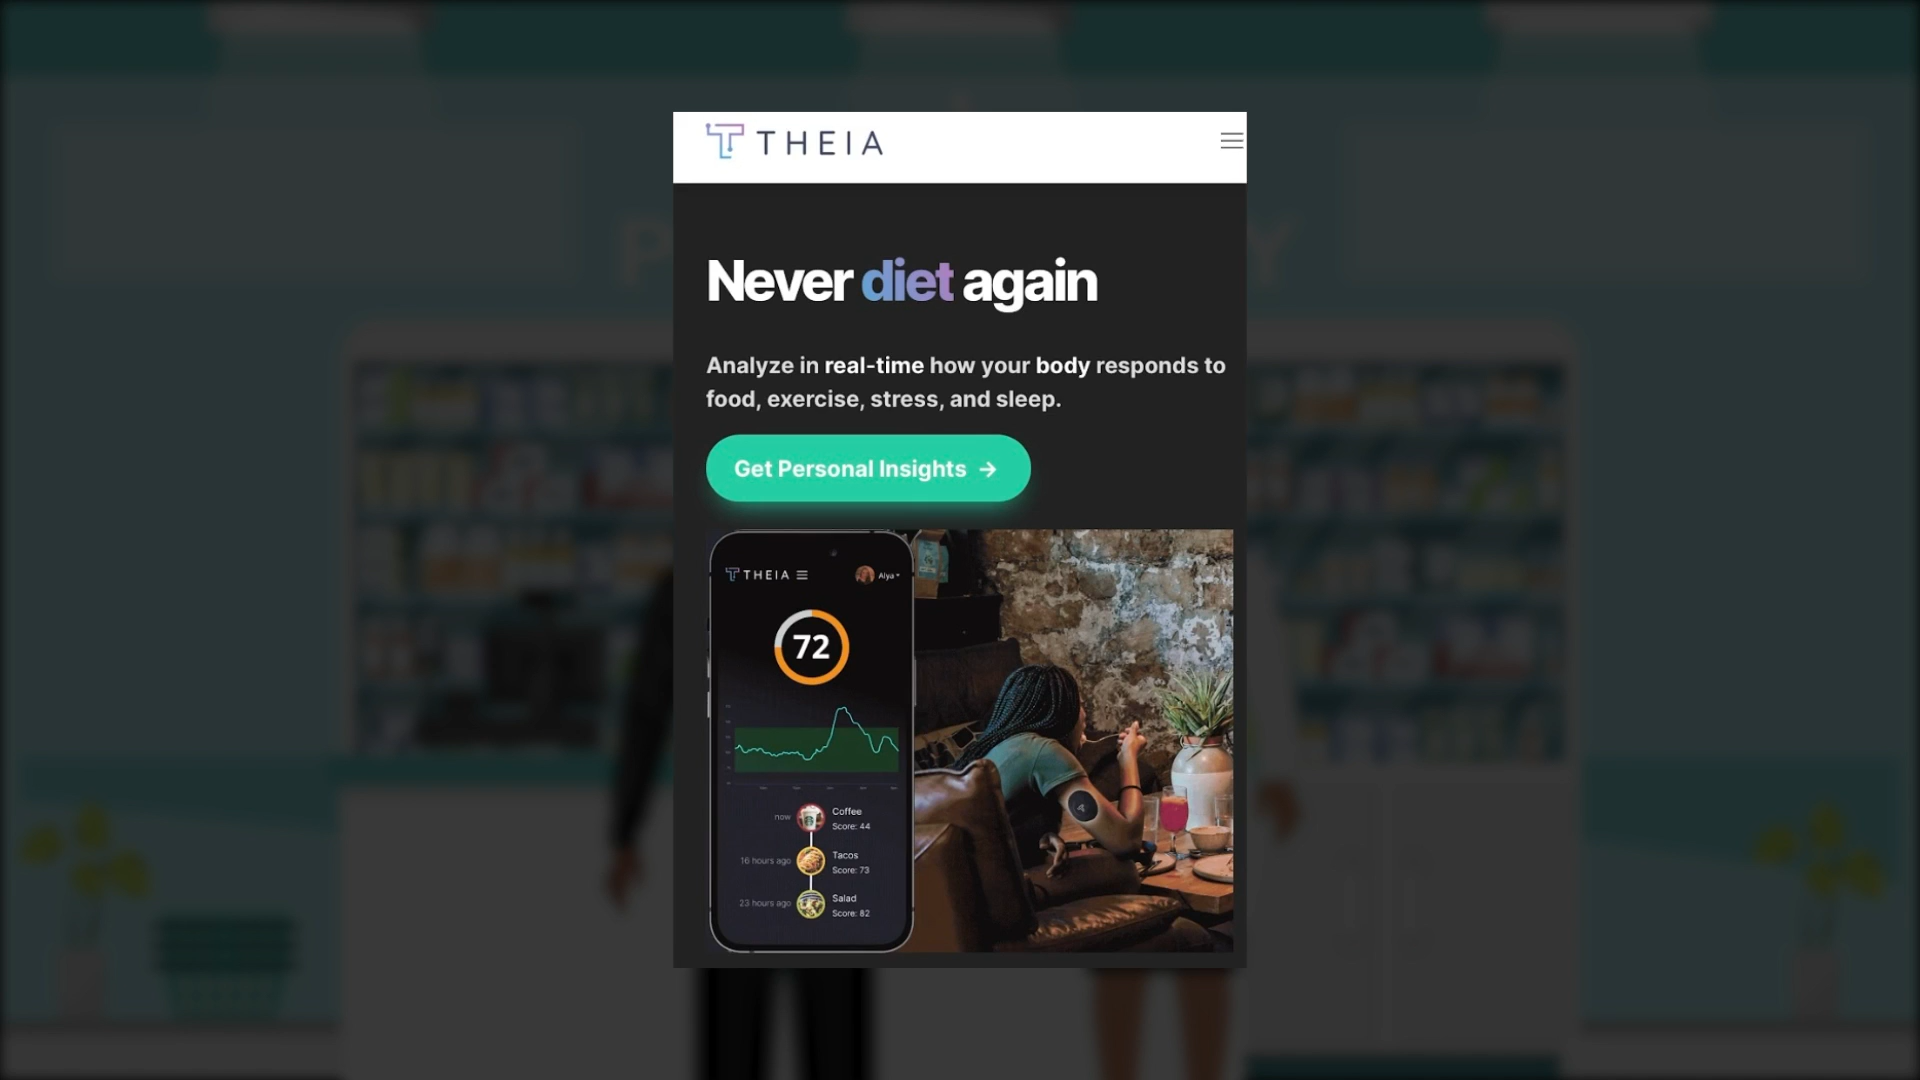 THEIA
Never diet again
Analyze in real-time how your body responds to
food, exercise, stress, and sleep.
Get Personal Insights →
THEIA
Alya
72
now
Coffee
Score: 44
16 hours ago
Tacos
Score: 73
23 hours ago
Salad
Score: 82